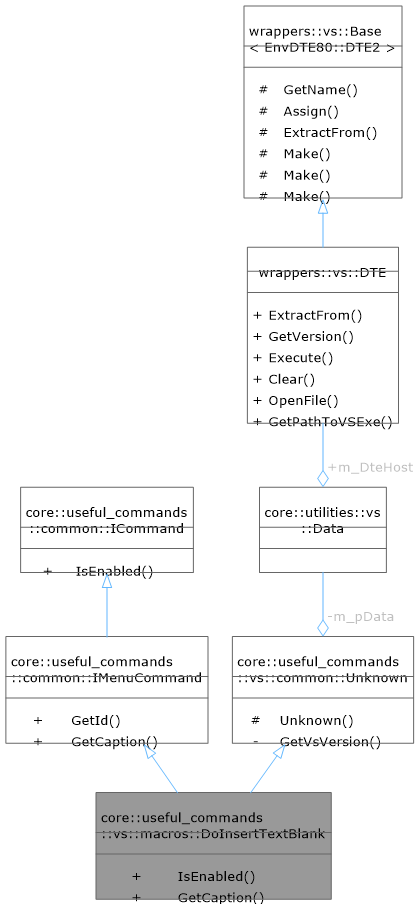 wrappers::vs::Base
< EnvDTE80::DTE2 >
# GetName()
# Assign()
# ExtractFrom()
# Make()
# Make()
# Make()
wrappers::vs::DTE
+ ExtractFrom()
+ GetVersion()
+ Execute()
+ Clear()
+ OpenFile()
+ GetPathToVSExe()
+m_DteHost
core::useful_commands
::common::ICommand
+ IsEnabled()
core::utilities::vs
::Data
-m_pData
core::useful_commands
::common::IMenuCommand
+ GetId()
+ GetCaption()
core::useful_commands
::vs::common::Unknown
# Unknown()
- GetVsVersion()
core::useful_commands
::vs::macros::DoInsertTextBlank
+ IsEnabled()
+ GetCaption()